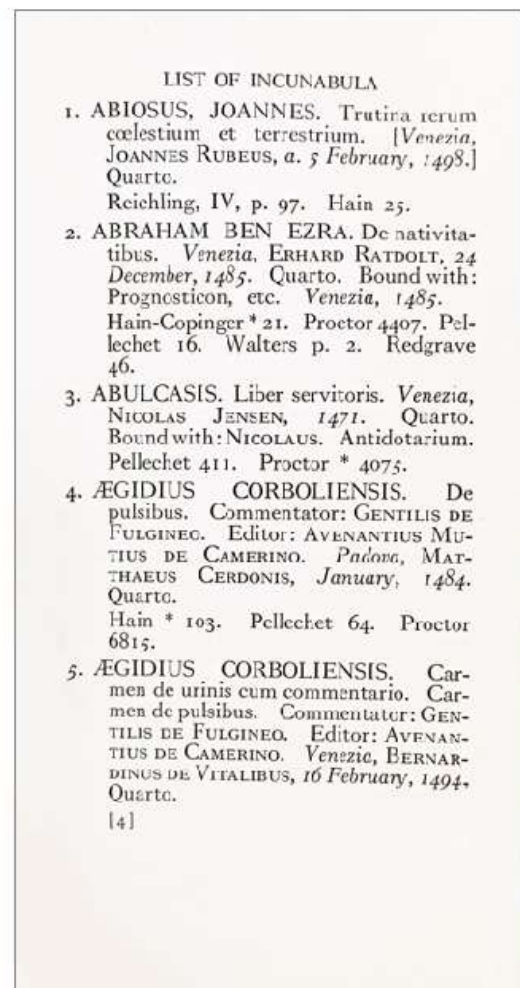 LIST OF INCUNABULA
1. ABIOSUS, JOANNES. Trutina rerum
cœlestium et terrestrium. [Venezia,
JOANNES RUBEUS, a. 5 February, 1498.]
Quarto.
Reichling, IV, p. 97. Hain 25.
2. ABRAHAM BEN EZRA. De nativita-
tibus. Venezia, ERHARD RATDOLT, 24
December, 1485. Quarto. Bound with:
Prognosticon, etc. Venezia, 1485.
Hain-Copinger * 21. Proctor 4407. Pel-
lechet 16. Walters p. 2. Redgrave
46.
3. ABULCASIS. Liber servitoris. Venezia,
NICOLAS JENSEN, 1471. Quarto.
Bound with: NICOLAUS. Antidotarium.
Pellechet 411. Proctor * 4075.
4. ÆGIDIUS CORBOLIENSIS. De
pulsibus. Commentator: GENTILIS DE
FULGINEO. Editor: AVENANTIUS MU-
TIUS DE CAMERINO. Padova, MAT-
THAEUS CERDONIS, January, 1484.
Quarto.
Hain * 103. Pellechet 64. Proctor
6815.
5. ÆGIDIUS CORBOLIENSIS. Car-
men de urinis cum commentario. Car-
men de pulsibus. Commentator: GEN-
TILIS DE FULGINEO. Editor: AVENAN-
TIUS DE CAMERINO. Venezia, BERNAR-
DINUS DE VITALIBUS, 16 February, 1494.
Quarto.
[4]